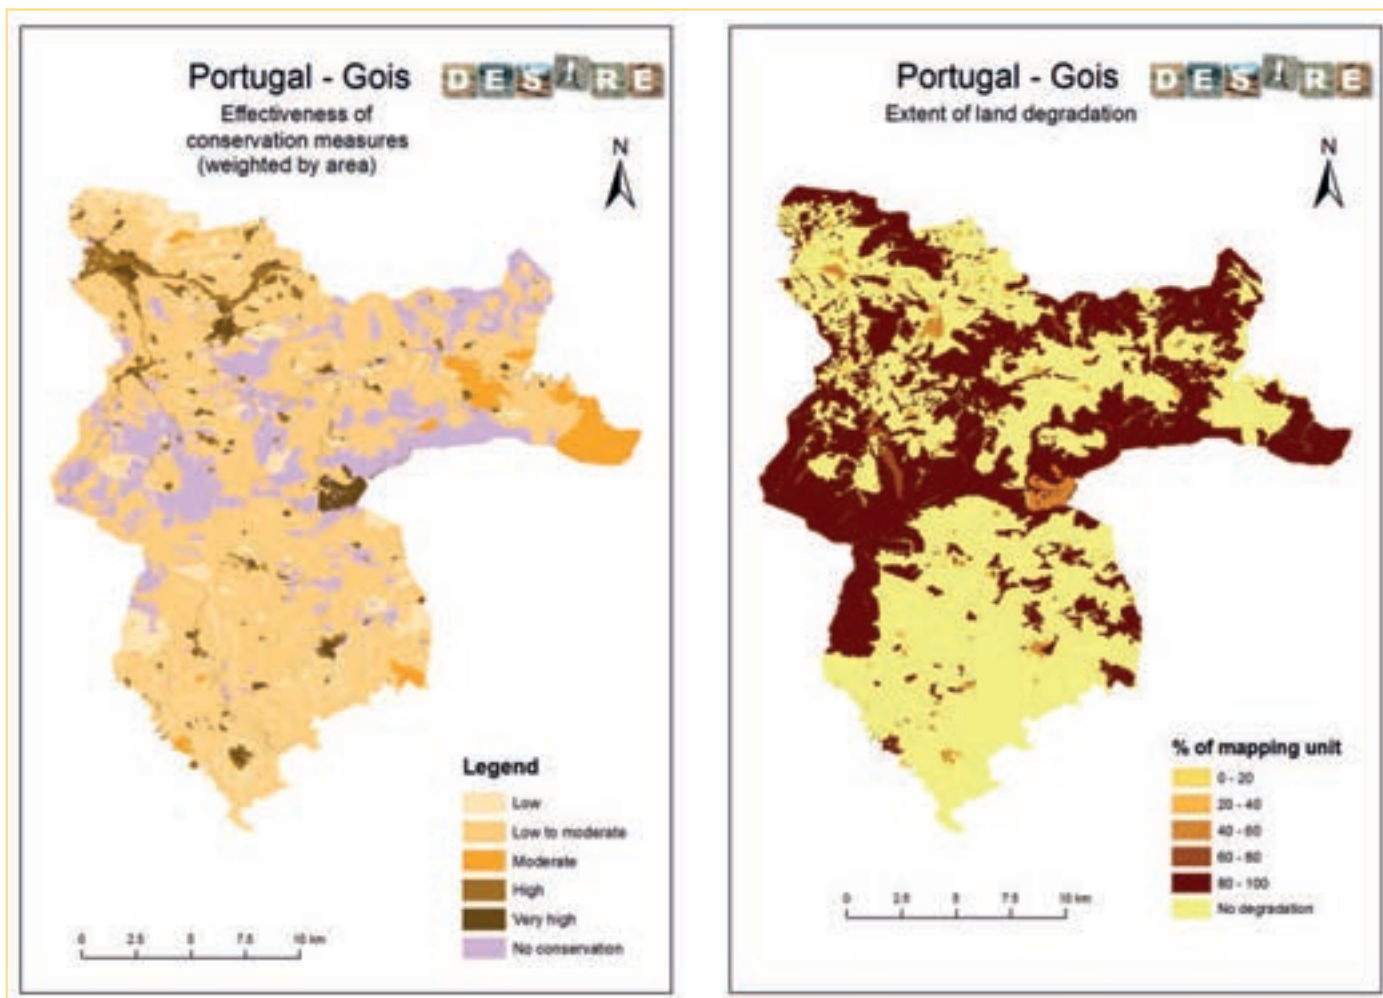 Portugal - Gois
DESIRE
Effectiveness of
conservation measures
(weighted by area)
N
Legend
Low
Low to moderate
Moderate
High
Very high
No conservation
0 2.5 5 7.5 10 km
Portugal - Gois
DESIRE
Extent of land degradation
N
% of mapping unit
0 - 20
20 - 40
40 - 60
60 - 80
80 - 100
No degradation
0 2.5 5 7.5 10 km